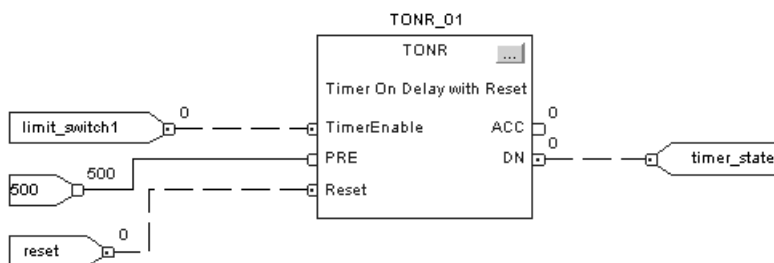 TONR_01
TONR
...
Timer On Delay with Reset
0
limit_switch1
TimerEnable
ACC
0
0
500
500
PRE
DN
timer_state
Reset
0
reset